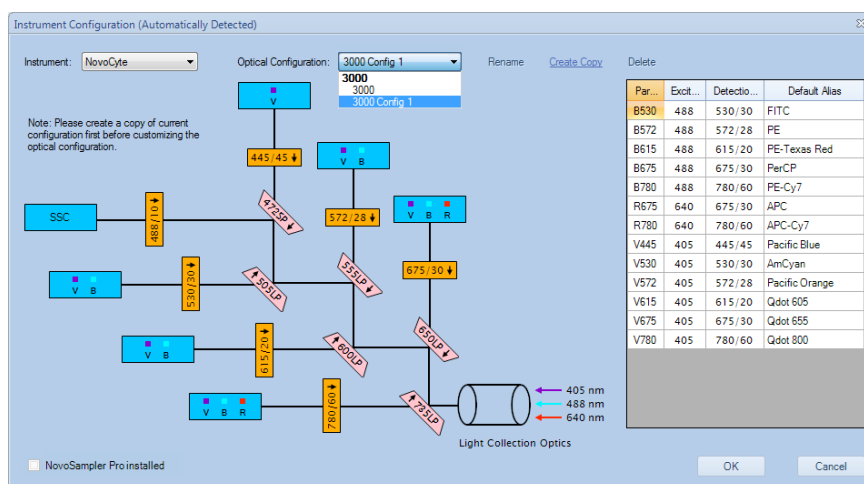 Instrument Configuration (Automatically Detected)
Instrument: NovoCyte Optical Configuration: 3000 Config 1 Rename Create Copy Delete
3000
3000
3000 Config 1
Note: Please create a copy of current
configuration first before customizing the
optical configuration.
V
445/45
V B
472SP
SSC
488/10
572/28
V B R
V B
530/30
505LP
555LP
675/30
V B
615/20
600LP
650LP
V B R
780/60
735LP
405 nm
488 nm
640 nm
Light Collection Optics
Par... Excit... Detectio... Default Alias
B530 488 530/30 FITC
B572 488 572/28 PE
B615 488 615/20 PE-Texas Red
B675 488 675/30 PerCP
B780 488 780/60 PE-Cy7
R675 640 675/30 APC
R780 640 780/60 APC-Cy7
V445 405 445/45 Pacific Blue
V530 405 530/30 AmCyan
V572 405 572/28 Pacific Orange
V615 405 615/20 Qdot 605
V675 405 675/30 Qdot 655
V780 405 780/60 Qdot 800
NovoSampler Pro installed
OK Cancel